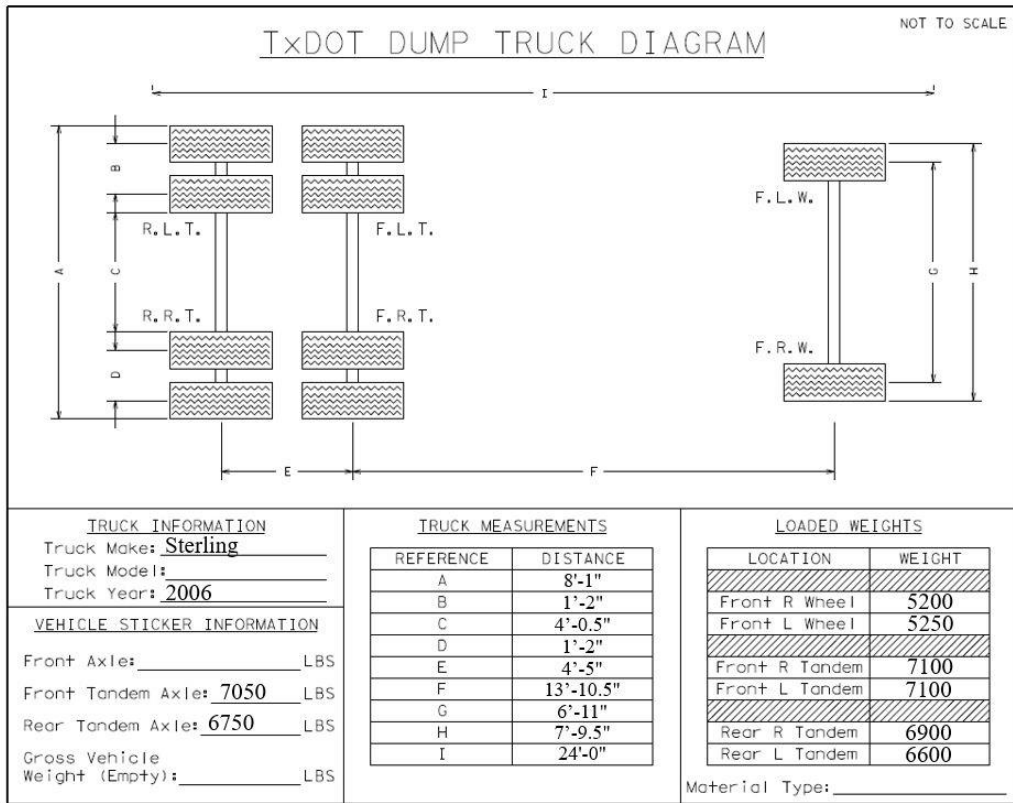 NOT TO SCALE
TxDOT DUMP TRUCK DIAGRAM
I
B
F.L.W.
R.L.T. F.L.T.
A C G H
R.R.T. F.R.T.
F.R.W.
D
E F
TRUCK INFORMATION
Truck Make: Sterling
Truck Model:
Truck Year: 2006
VEHICLE STICKER INFORMATION
Front Axle: LBS
Front Tandem Axle: 7050 LBS
Rear Tandem Axle: 6750 LBS
Gross Vehicle
Weight (Empty): LBS
TRUCK MEASUREMENTS
REFERENCE DISTANCE
A 8'-1"
B 1'-2"
C 4'-0.5"
D 1'-2"
E 4'-5"
F 13'-10.5"
G 6'-11"
H 7'-9.5"
I 24'-0"
LOADED WEIGHTS
LOCATION WEIGHT
Front R Wheel 5200
Front L Wheel 5250
Front R Tandem 7100
Front L Tandem 7100
Rear R Tandem 6900
Rear L Tandem 6600
Material Type: